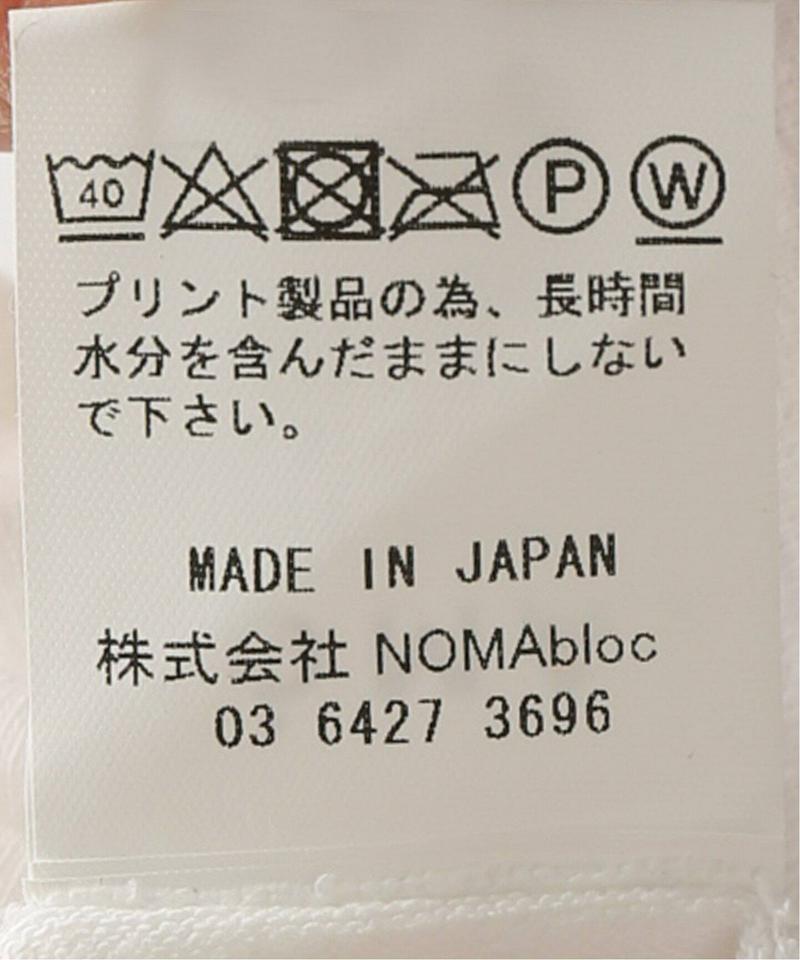 40 P W
プリント製品の為、長時間
水分を含んだままにしない
で下さい。
MADE IN JAPAN
株式会社 NOMAbloc
03 6427 3696